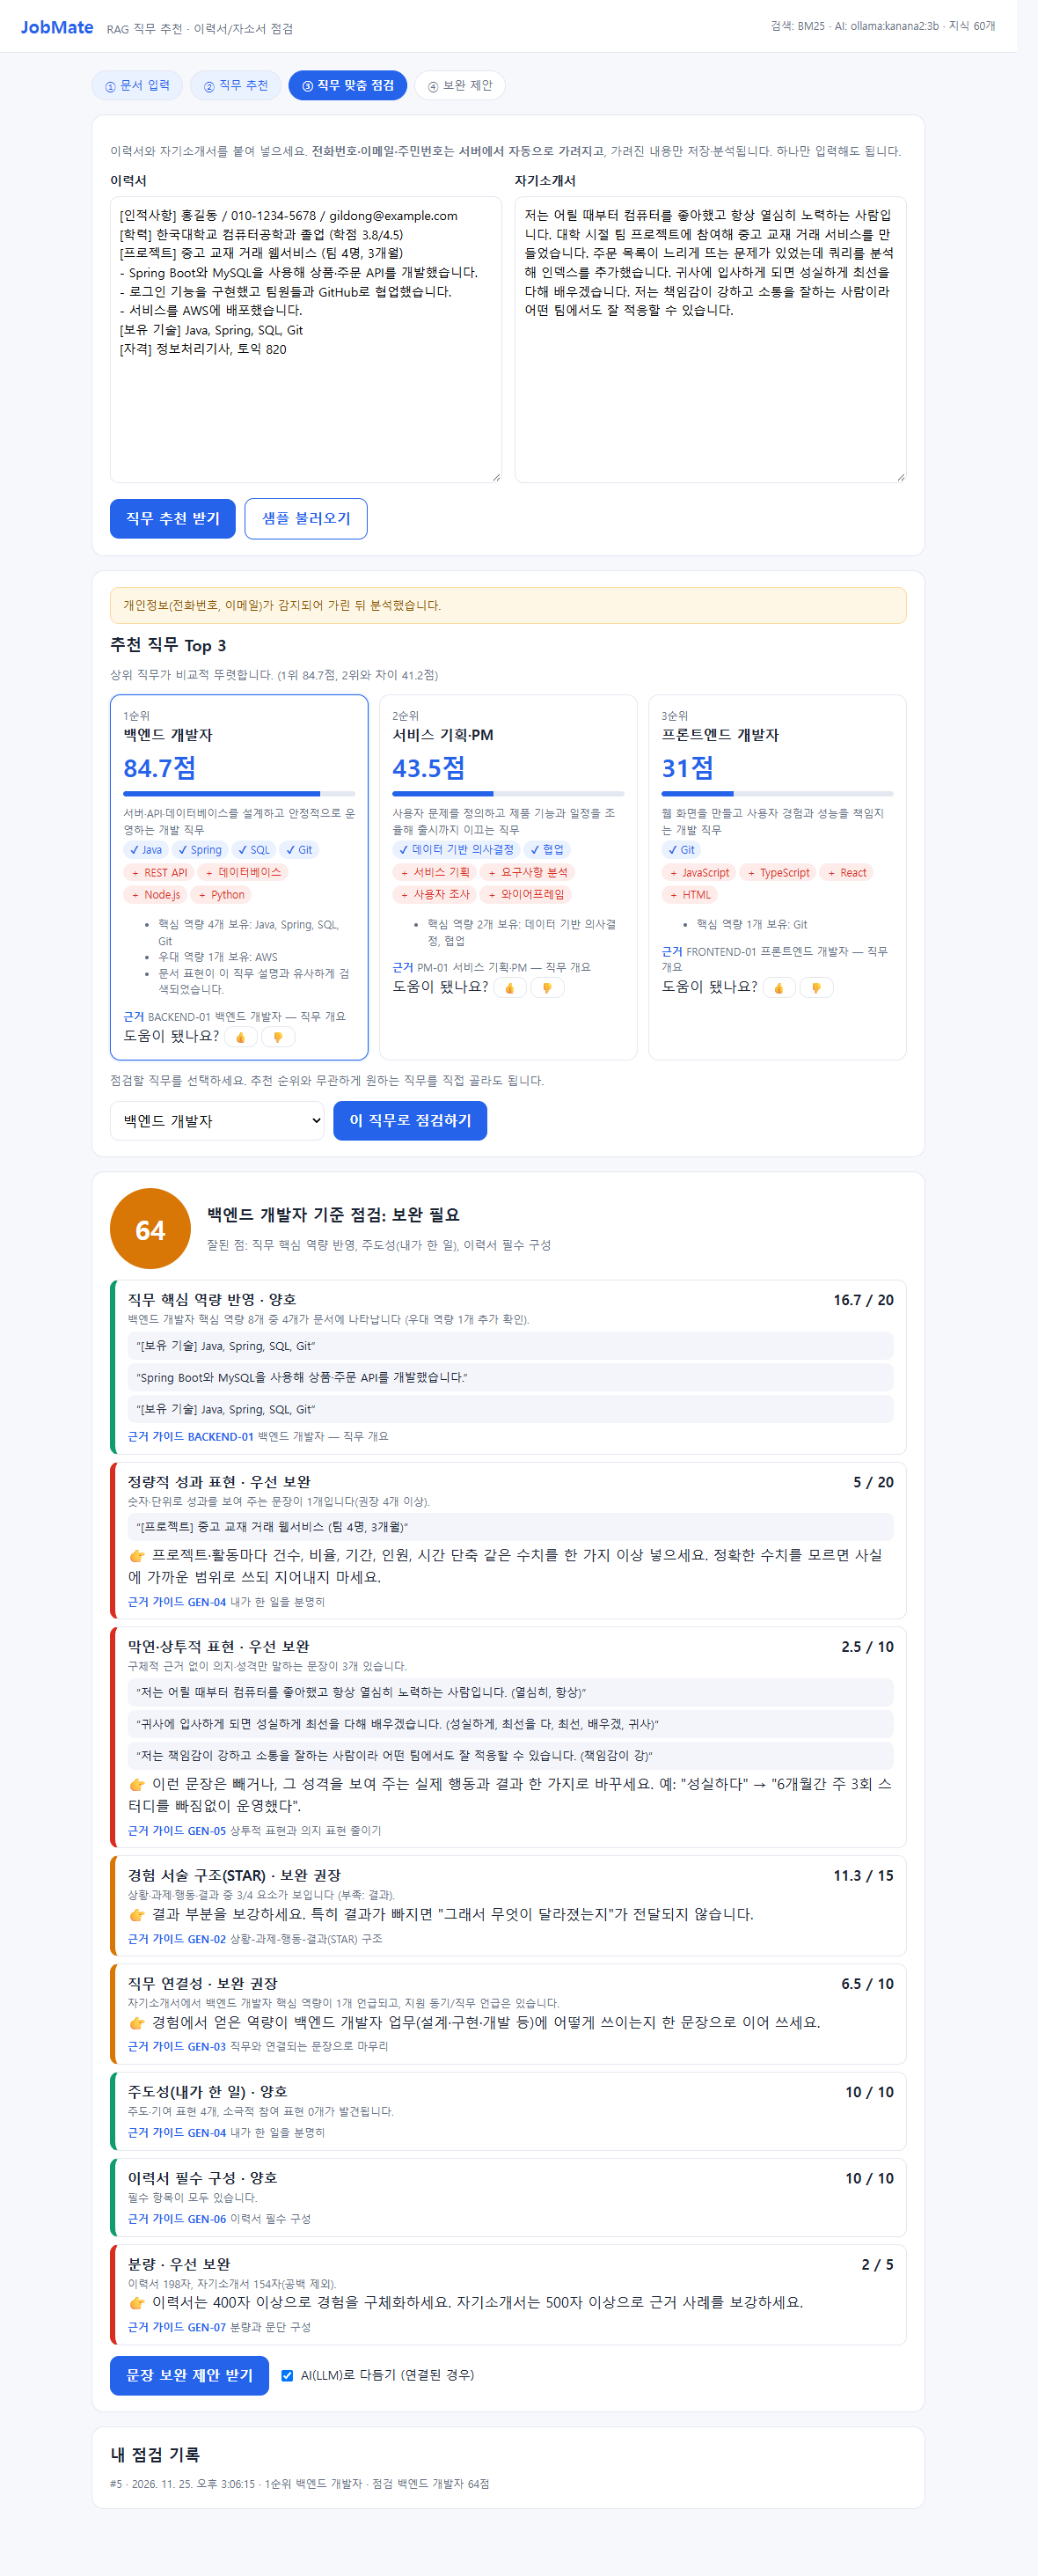 JobMate RAG 직무 추천 · 이력서/자소서 점검
검색: BM25 · AI: ollama:kanana2:3b · 지식 60개
① 문서 입력
② 직무 추천
③ 직무 맞춤 점검
④ 보완 제안
이력서와 자기소개서를 붙여 넣으세요. 전화번호·이메일·주민번호는 서버에서 자동으로 가려지고, 가려진 내용만 저장·분석됩니다. 하나만 입력해도 됩니다.
이력서
[인적사항] 홍길동 / 010-1234-5678 / gildong@example.com
[학력] 한국대학교 컴퓨터공학과 졸업 (학점 3.8/4.5)
[프로젝트] 중고 교재 거래 웹서비스 (팀 4명, 3개월)
- Spring Boot와 MySQL을 사용해 상품·주문 API를 개발했습니다.
- 로그인 기능을 구현했고 팀원들과 GitHub로 협업했습니다.
- 서비스를 AWS에 배포했습니다.
[보유 기술] Java, Spring, SQL, Git
[자격] 정보처리기사, 토익 820
자기소개서
저는 어릴 때부터 컴퓨터를 좋아했고 항상 열심히 노력하는 사람입
니다. 대학 시절 팀 프로젝트에 참여해 중고 교재 거래 서비스를 만
들었습니다. 주문 목록이 느리게 뜨는 문제가 있었는데 쿼리를 분석
해 인덱스를 추가했습니다. 귀사에 입사하게 되면 성실하게 최선을
다해 배우겠습니다. 저는 책임감이 강하고 소통을 잘하는 사람이라
어떤 팀에서도 잘 적응할 수 있습니다.
직무 추천 받기
샘플 불러오기
개인정보(전화번호, 이메일)가 감지되어 가린 뒤 분석했습니다.
추천 직무 Top 3
상위 직무가 비교적 뚜렷합니다. (1위 84.7점, 2위와 차이 41.2점)
1순위
백엔드 개발자
84.7점
서버·API·데이터베이스를 설계하고 안정적으로 운
영하는 개발 직무
✓ Java ✓ Spring ✓ SQL ✓ Git
+ REST API + 데이터베이스
+ Node.js + Python
• 핵심 역량 4개 보유: Java, Spring, SQL,
Git
• 우대 역량 1개 보유: AWS
• 문서 표현이 이 직무 설명과 유사하게 검
색되었습니다.
근거 BACKEND-01 백엔드 개발자 — 직무 개요
도움이 됐나요? 👍 👎
2순위
서비스 기획·PM
43.5점
사용자 문제를 정의하고 제품 기능과 일정을 조
율해 출시까지 이끄는 직무
✓ 데이터 기반 의사결정 ✓ 협업
+ 서비스 기획 + 요구사항 분석
+ 사용자 조사 + 와이어프레임
• 핵심 역량 2개 보유: 데이터 기반 의사결
정, 협업
근거 PM-01 서비스 기획·PM — 직무 개요
도움이 됐나요? 👍 👎
3순위
프론트엔드 개발자
31점
웹 화면을 만들고 사용자 경험과 성능을 책임지
는 개발 직무
✓ Git
+ JavaScript + TypeScript + React
+ HTML
• 핵심 역량 1개 보유: Git
근거 FRONTEND-01 프론트엔드 개발자 — 직무
개요
도움이 됐나요? 👍 👎
점검할 직무를 선택하세요. 추천 순위와 무관하게 원하는 직무를 직접 골라도 됩니다.
백엔드 개발자
이 직무로 점검하기
64
백엔드 개발자 기준 점검: 보완 필요
잘된 점: 직무 핵심 역량 반영, 주도성(내가 한 일), 이력서 필수 구성
직무 핵심 역량 반영 · 양호 16.7 / 20
백엔드 개발자 핵심 역량 8개 중 4개가 문서에 나타납니다 (우대 역량 1개 추가 확인).
"[보유 기술] Java, Spring, SQL, Git"
"Spring Boot와 MySQL을 사용해 상품·주문 API를 개발했습니다."
"[보유 기술] Java, Spring, SQL, Git"
근거 가이드 BACKEND-01 백엔드 개발자 — 직무 개요
정량적 성과 표현 · 우선 보완 5 / 20
숫자·단위로 성과를 보여 주는 문장이 1개입니다(권장 4개 이상).
"[프로젝트] 중고 교재 거래 웹서비스 (팀 4명, 3개월)"
👉 프로젝트·활동마다 건수, 비율, 기간, 인원, 시간 단축 같은 수치를 한 가지 이상 넣으세요. 정확한 수치를 모르면 사실
에 가까운 범위로 쓰되 지어내지 마세요.
근거 가이드 GEN-04 내가 한 일을 분명히
막연·상투적 표현 · 우선 보완 2.5 / 10
구체적 근거 없이 의지·성격만 말하는 문장이 3개 있습니다.
"저는 어릴 때부터 컴퓨터를 좋아했고 항상 열심히 노력하는 사람입니다. (열심히, 항상)"
"귀사에 입사하게 되면 성실하게 최선을 다해 배우겠습니다. (성실하게, 최선을 다, 최선, 배우겠, 귀사)"
"저는 책임감이 강하고 소통을 잘하는 사람이라 어떤 팀에서도 잘 적응할 수 있습니다. (책임감이 강)"
👉 이런 문장은 빼거나, 그 성격을 보여 주는 실제 행동과 결과 한 가지로 바꾸세요. 예: "성실하다" → "6개월간 주 3회 스
터디를 빠짐없이 운영했다".
근거 가이드 GEN-05 상투적 표현과 의지 표현 줄이기
경험 서술 구조(STAR) · 보완 권장 11.3 / 15
상황·과제·행동·결과 중 3/4 요소가 보입니다 (부족: 결과).
👉 결과 부분을 보강하세요. 특히 결과가 빠지면 "그래서 무엇이 달라졌는지"가 전달되지 않습니다.
근거 가이드 GEN-02 상황-과제-행동-결과(STAR) 구조
직무 연결성 · 보완 권장 6.5 / 10
자기소개서에서 백엔드 개발자 핵심 역량이 1개 언급되고, 지원 동기/직무 언급은 있습니다.
👉 경험에서 얻은 역량이 백엔드 개발자 업무(설계·구현·개발 등)에 어떻게 쓰이는지 한 문장으로 이어 쓰세요.
근거 가이드 GEN-03 직무와 연결되는 문장으로 마무리
주도성(내가 한 일) · 양호 10 / 10
주도·기여 표현 4개, 소극적 참여 표현 0개가 발견됩니다.
근거 가이드 GEN-04 내가 한 일을 분명히
이력서 필수 구성 · 양호 10 / 10
필수 항목이 모두 있습니다.
근거 가이드 GEN-06 이력서 필수 구성
분량 · 우선 보완 2 / 5
이력서 198자, 자기소개서 154자(공백 제외).
👉 이력서는 400자 이상으로 경험을 구체화하세요. 자기소개서는 500자 이상으로 근거 사례를 보강하세요.
근거 가이드 GEN-07 분량과 문단 구성
문장 보완 제안 받기
AI(LLM)로 다듬기 (연결된 경우)
내 점검 기록
#5 · 2026. 11. 25. 오후 3:06:15 · 1순위 백엔드 개발자 · 점검 백엔드 개발자 64점